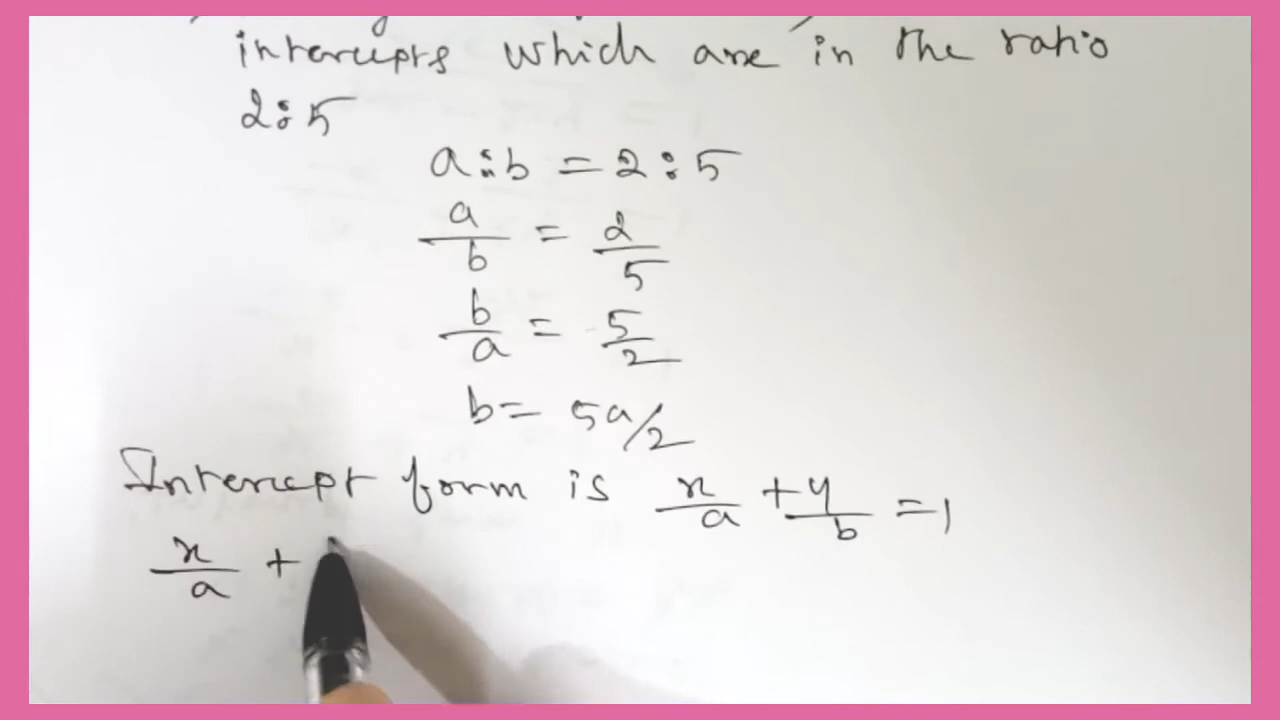 intercepts which are in the ratio
2:5
a:b = 2:5
a/b = 2/5
b/a = 5/2
b = 5a/2
Intercept form is x/a + y/b = 1
x/a +